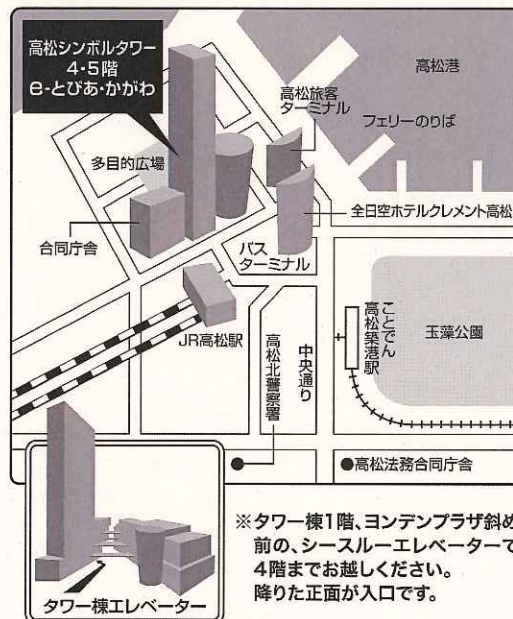 高松シンボルタワー
4・5階
e-とぴあ・かがわ
高松港
高松旅客
ターミナル
フェリーのりば
多目的広場
全日空ホテルクレメント高松
合同庁舎
バス
ターミナル
JR高松駅
高松北警察署
中央通り
ことでん
高松築港駅
玉藻公園
●高松法務合同庁舎
タワー棟エレベーター
※タワー棟1階、ヨンデンプラザ斜め
前の、シースルーエレベーターで
4階までお越しください。
降りた正面が入口です。